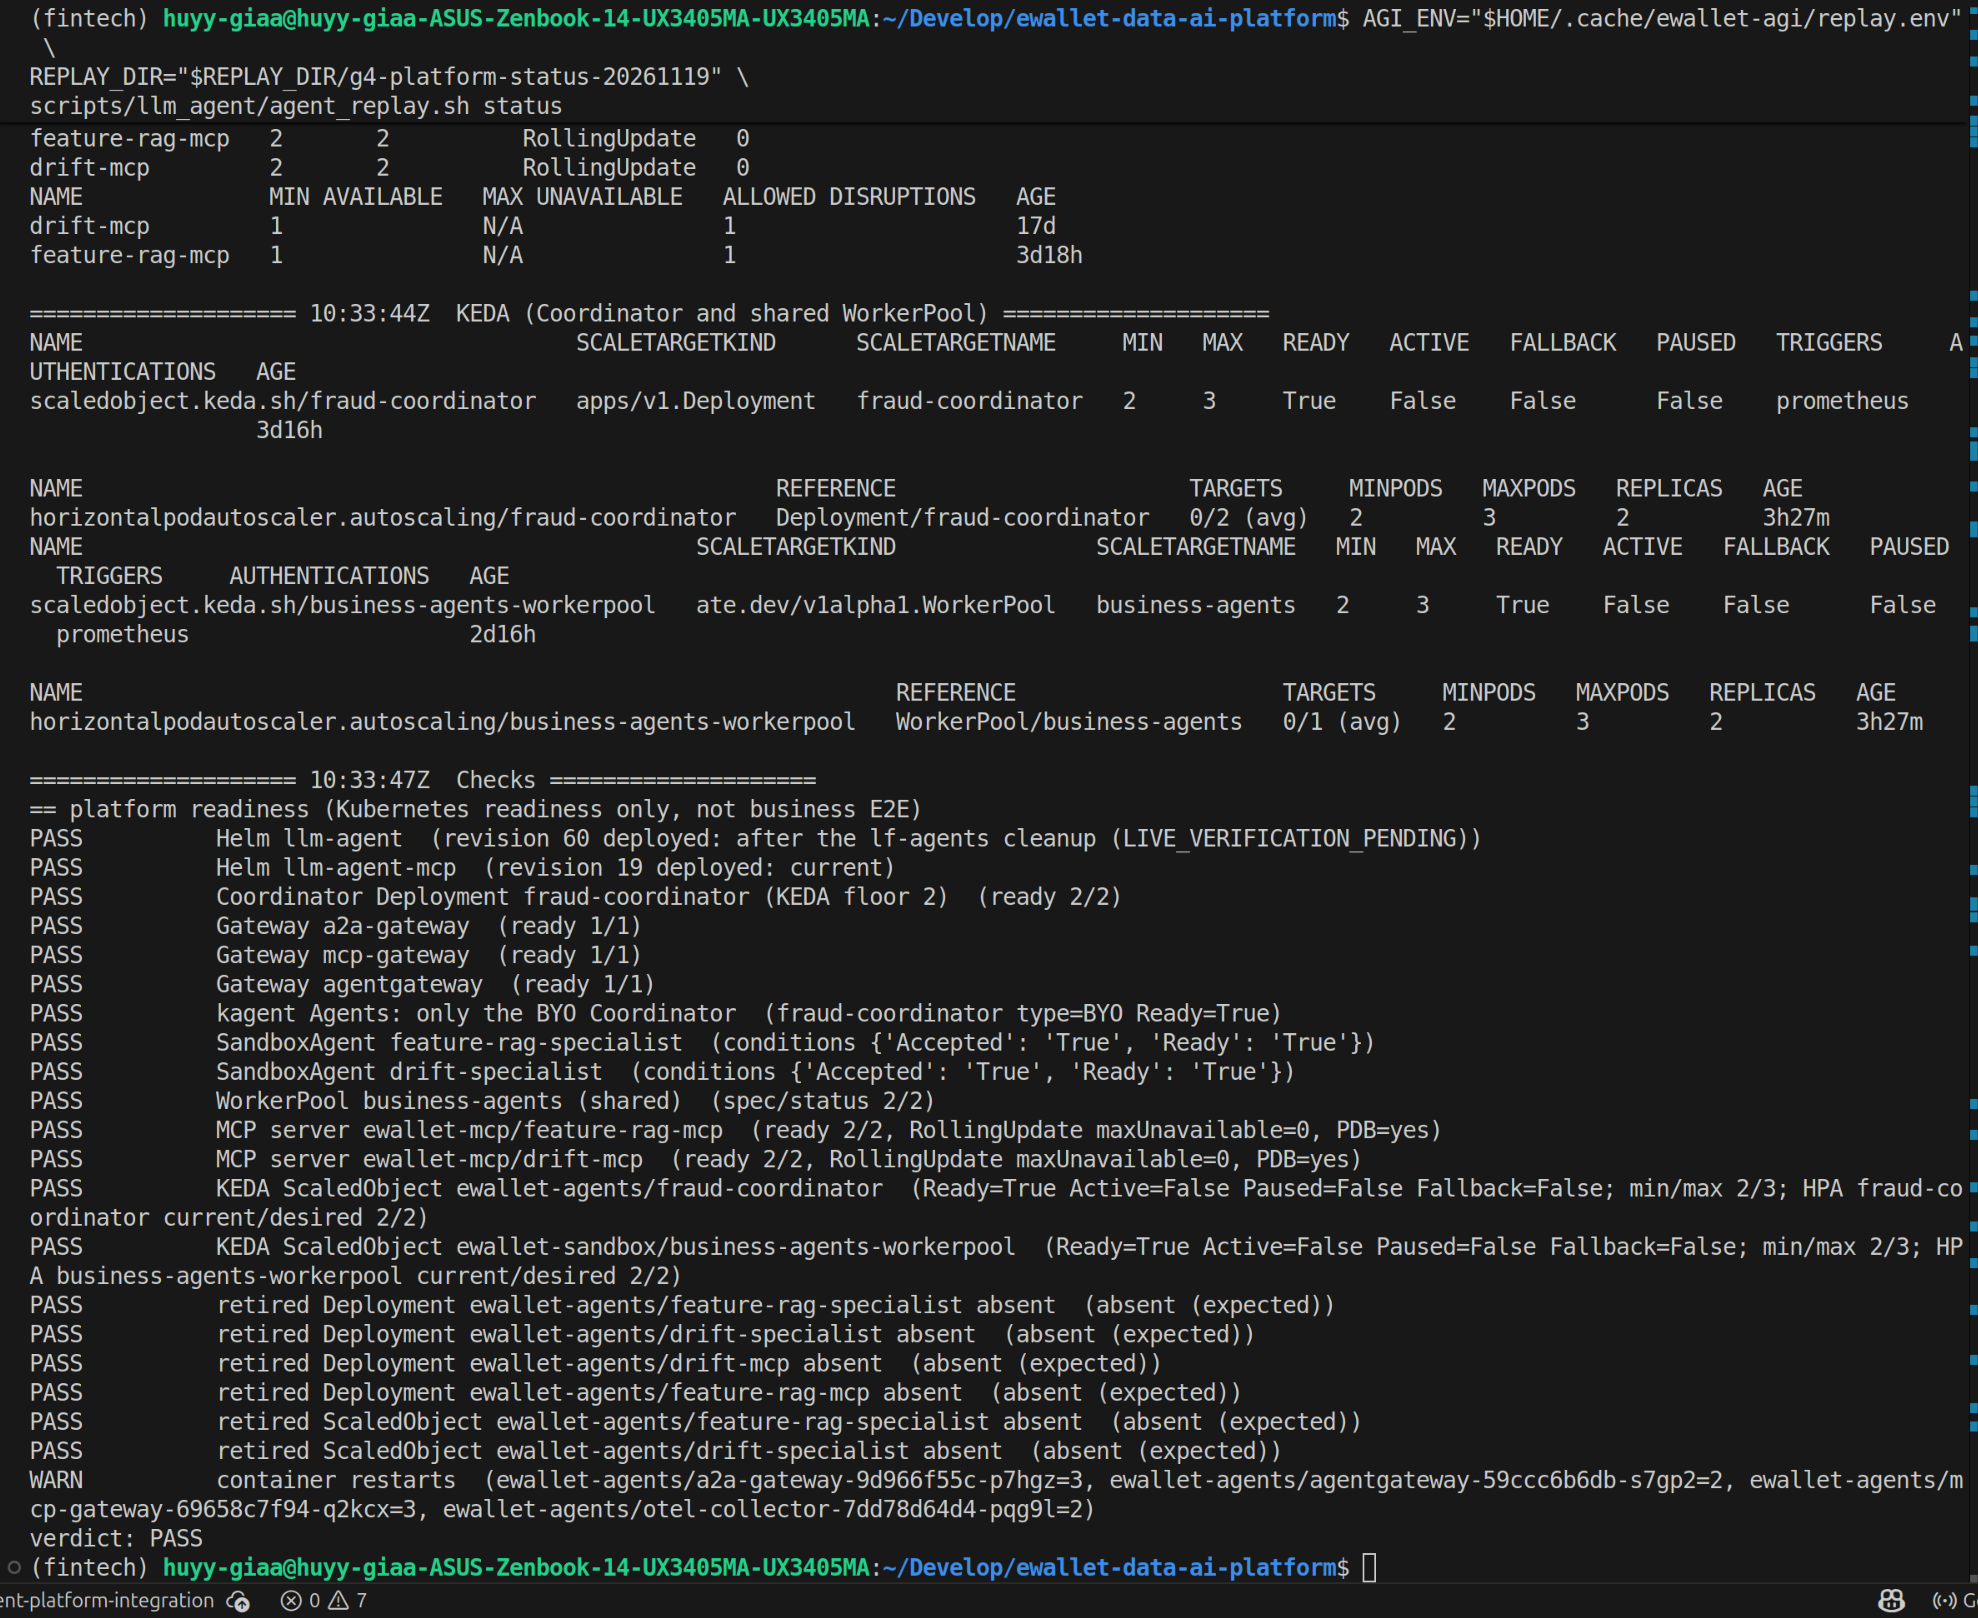 (fintech) huyy-giaa@huyy-giaa-ASUS-Zenbook-14-UX3405MA-UX3405MA:~/Develop/ewallet-data-ai-platform$ AGI_ENV="$HOME/.cache/ewallet-agi/replay.env"
 \
REPLAY_DIR="$REPLAY_DIR/g4-platform-status-20261119" \
scripts/llm_agent/agent_replay.sh status
feature-rag-mcp   2       2          RollingUpdate   0
drift-mcp         2       2          RollingUpdate   0
NAME              MIN AVAILABLE   MAX UNAVAILABLE   ALLOWED DISRUPTIONS   AGE
drift-mcp         1               N/A               1                     17d
feature-rag-mcp   1               N/A               1                     3d18h
==================== 10:33:44Z  KEDA (Coordinator and shared WorkerPool) ====================
NAME                                     SCALETARGETKIND      SCALETARGETNAME     MIN   MAX   READY   ACTIVE   FALLBACK   PAUSED   TRIGGERS     A
UTHENTICATIONS   AGE
scaledobject.keda.sh/fraud-coordinator   apps/v1.Deployment   fraud-coordinator   2     3     True    False    False      False    prometheus
                 3d16h
NAME                                                    REFERENCE                      TARGETS     MINPODS   MAXPODS   REPLICAS   AGE
horizontalpodautoscaler.autoscaling/fraud-coordinator   Deployment/fraud-coordinator   0/2 (avg)   2         3         2          3h27m
NAME                                              SCALETARGETKIND               SCALETARGETNAME   MIN   MAX   READY   ACTIVE   FALLBACK   PAUSED
  TRIGGERS     AUTHENTICATIONS   AGE
scaledobject.keda.sh/business-agents-workerpool   ate.dev/v1alpha1.WorkerPool   business-agents   2     3     True    False    False      False
  prometheus                     2d16h
NAME                                                             REFERENCE                    TARGETS     MINPODS   MAXPODS   REPLICAS   AGE
horizontalpodautoscaler.autoscaling/business-agents-workerpool   WorkerPool/business-agents   0/1 (avg)   2         3         2          3h27m
==================== 10:33:47Z  Checks ====================
== platform readiness (Kubernetes readiness only, not business E2E)
PASS          Helm llm-agent  (revision 60 deployed: after the lf-agents cleanup (LIVE_VERIFICATION_PENDING))
PASS          Helm llm-agent-mcp  (revision 19 deployed: current)
PASS          Coordinator Deployment fraud-coordinator (KEDA floor 2)  (ready 2/2)
PASS          Gateway a2a-gateway  (ready 1/1)
PASS          Gateway mcp-gateway  (ready 1/1)
PASS          Gateway agentgateway  (ready 1/1)
PASS          kagent Agents: only the BYO Coordinator  (fraud-coordinator type=BYO Ready=True)
PASS          SandboxAgent feature-rag-specialist  (conditions {'Accepted': 'True', 'Ready': 'True'})
PASS          SandboxAgent drift-specialist  (conditions {'Accepted': 'True', 'Ready': 'True'})
PASS          WorkerPool business-agents (shared)  (spec/status 2/2)
PASS          MCP server ewallet-mcp/feature-rag-mcp  (ready 2/2, RollingUpdate maxUnavailable=0, PDB=yes)
PASS          MCP server ewallet-mcp/drift-mcp  (ready 2/2, RollingUpdate maxUnavailable=0, PDB=yes)
PASS          KEDA ScaledObject ewallet-agents/fraud-coordinator  (Ready=True Active=False Paused=False Fallback=False; min/max 2/3; HPA fraud-co
ordinator current/desired 2/2)
PASS          KEDA ScaledObject ewallet-sandbox/business-agents-workerpool  (Ready=True Active=False Paused=False Fallback=False; min/max 2/3; HP
A business-agents-workerpool current/desired 2/2)
PASS          retired Deployment ewallet-agents/feature-rag-specialist absent  (absent (expected))
PASS          retired Deployment ewallet-agents/drift-specialist absent  (absent (expected))
PASS          retired Deployment ewallet-agents/drift-mcp absent  (absent (expected))
PASS          retired Deployment ewallet-agents/feature-rag-mcp absent  (absent (expected))
PASS          retired ScaledObject ewallet-agents/feature-rag-specialist absent  (absent (expected))
PASS          retired ScaledObject ewallet-agents/drift-specialist absent  (absent (expected))
WARN          container restarts  (ewallet-agents/a2a-gateway-9d966f55c-p7hgz=3, ewallet-agents/agentgateway-59ccc6b6db-s7gp2=2, ewallet-agents/m
cp-gateway-69658c7f94-q2kcx=3, ewallet-agents/otel-collector-7dd78d64d4-pqg9l=2)
verdict: PASS
(fintech) huyy-giaa@huyy-giaa-ASUS-Zenbook-14-UX3405MA-UX3405MA:~/Develop/ewallet-data-ai-platform$
ent-platform-integration 0 7 Go